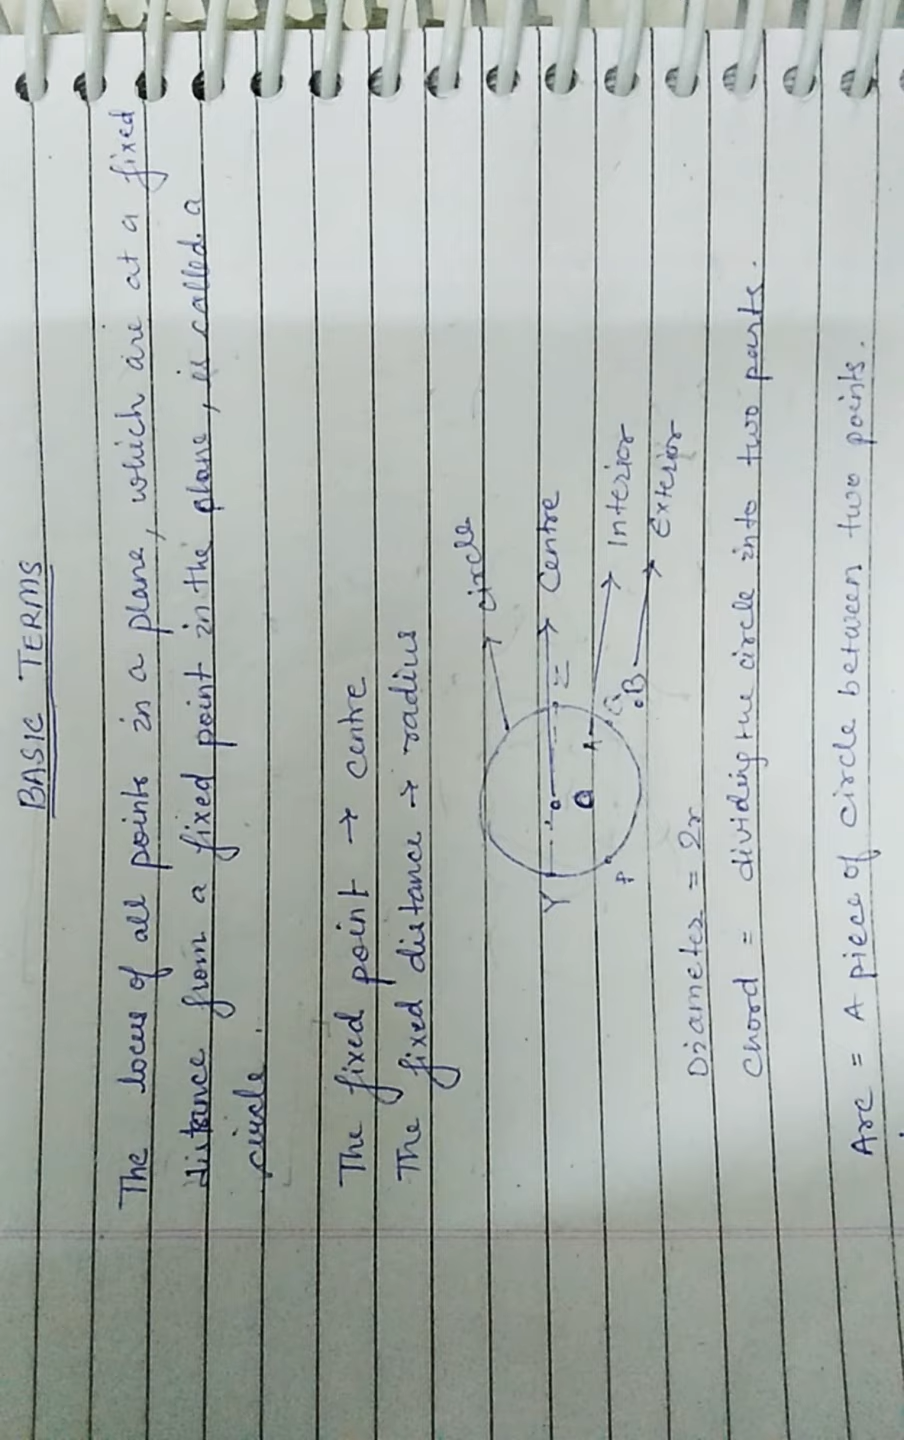 BASIC TERMS
The locus of all points in a plane, which are at a fixed
distance from a fixed point in the plane, is called a
circle.
The fixed point → centre
The fixed distance → radius
circle
Y
Centre
O
A
Interior
P
B
Exterior
Diameter = 2r
Chord = dividing the circle into two parts.
Arc = A piece of circle between two points.